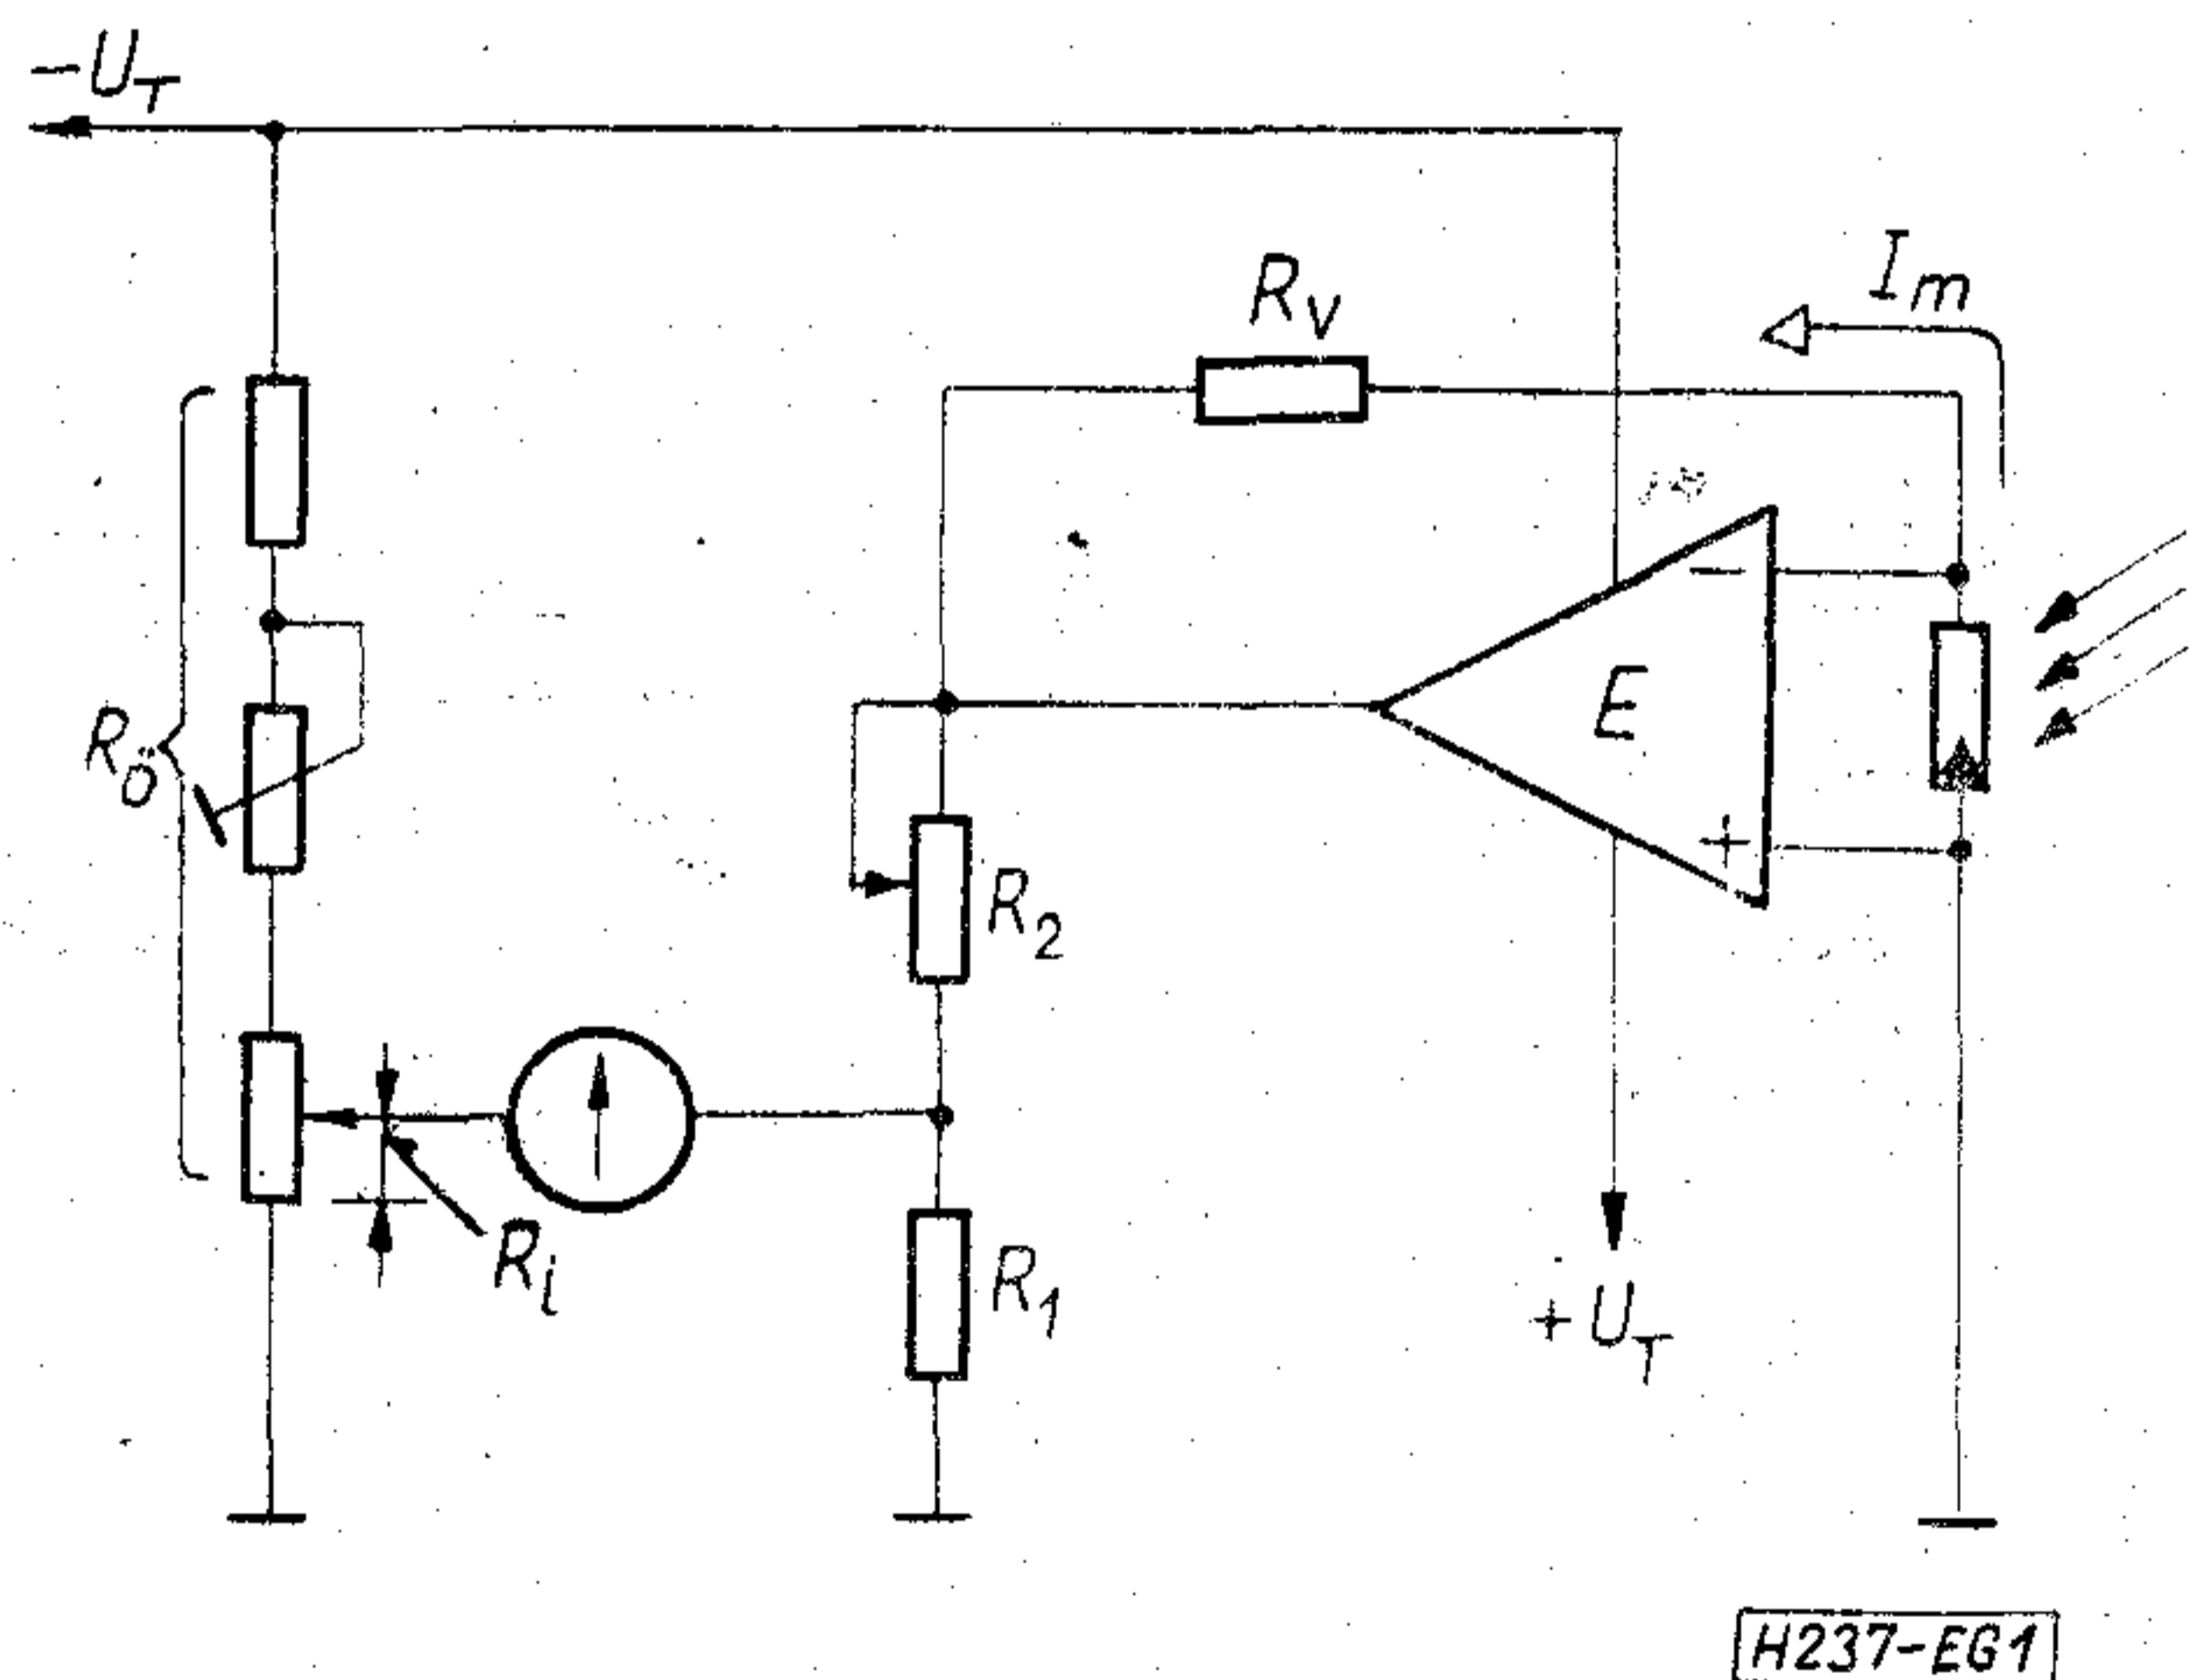 -U_T
I_m
R_V
-
E
R_ö
+
R_2
R_i
R_1
+U_T
H237-EG1